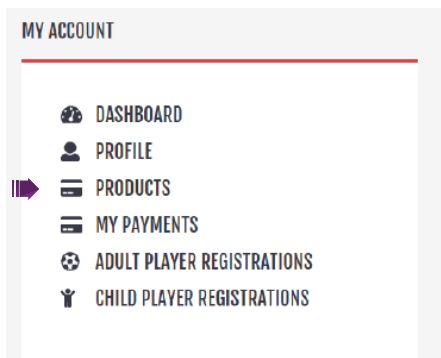 MY ACCOUNT
DASHBOARD
PROFILE
PRODUCTS
MY PAYMENTS
ADULT PLAYER REGISTRATIONS
CHILD PLAYER REGISTRATIONS